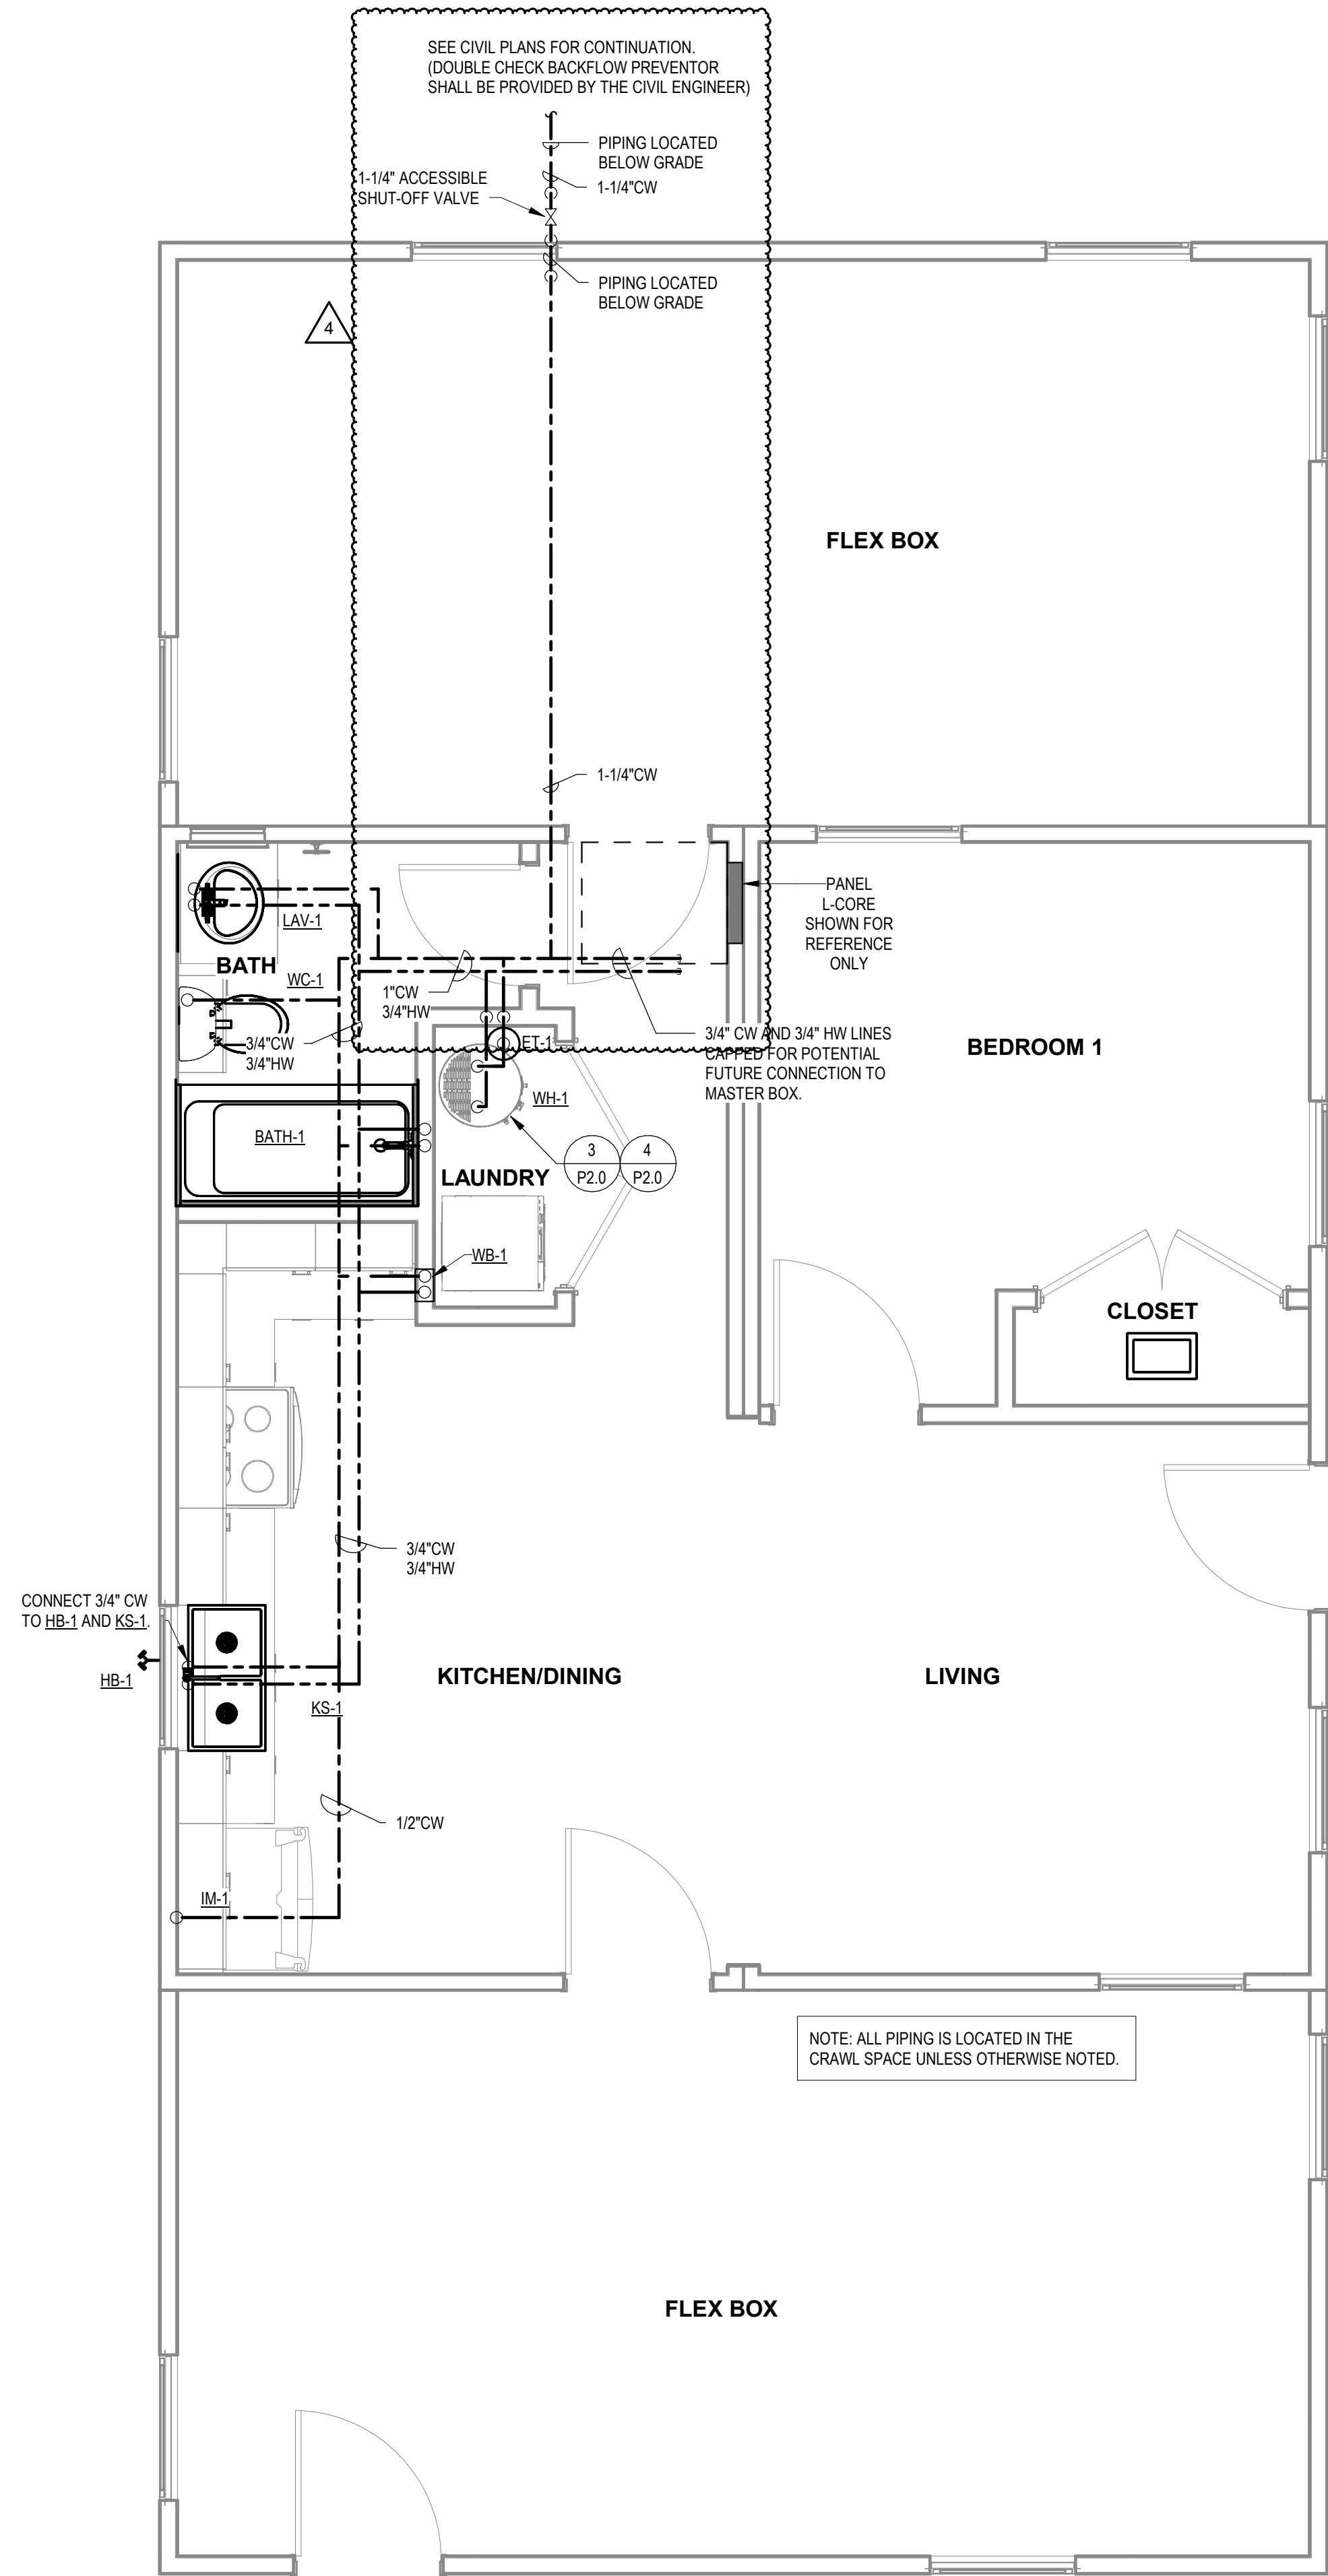 SEE CIVIL PLANS FOR CONTINUATION.
(DOUBLE CHECK BACKFLOW PREVENTOR
SHALL BE PROVIDED BY THE CIVIL ENGINEER)
PIPING LOCATED
BELOW GRADE
1-1/4" ACCESSIBLE
SHUT-OFF VALVE
1-1/4"CW
PIPING LOCATED
BELOW GRADE
4
FLEX BOX
1-1/4"CW
PANEL
L-CORE
SHOWN FOR
REFERENCE
ONLY
LAV-1
BATH
WC-1
1"CW
3/4"HW
3/4"CW
3/4"HW
ET-1
3/4" CW AND 3/4" HW LINES
CAPPED FOR POTENTIAL
FUTURE CONNECTION TO
MASTER BOX.
BEDROOM 1
WH-1
BATH-1
3
P2.0
4
P2.0
LAUNDRY
WB-1
CLOSET
3/4"CW
3/4"HW
CONNECT 3/4" CW
TO HB-1 AND KS-1.
HB-1
KITCHEN/DINING
LIVING
KS-1
1/2"CW
IM-1
NOTE: ALL PIPING IS LOCATED IN THE
CRAWL SPACE UNLESS OTHERWISE NOTED.
FLEX BOX